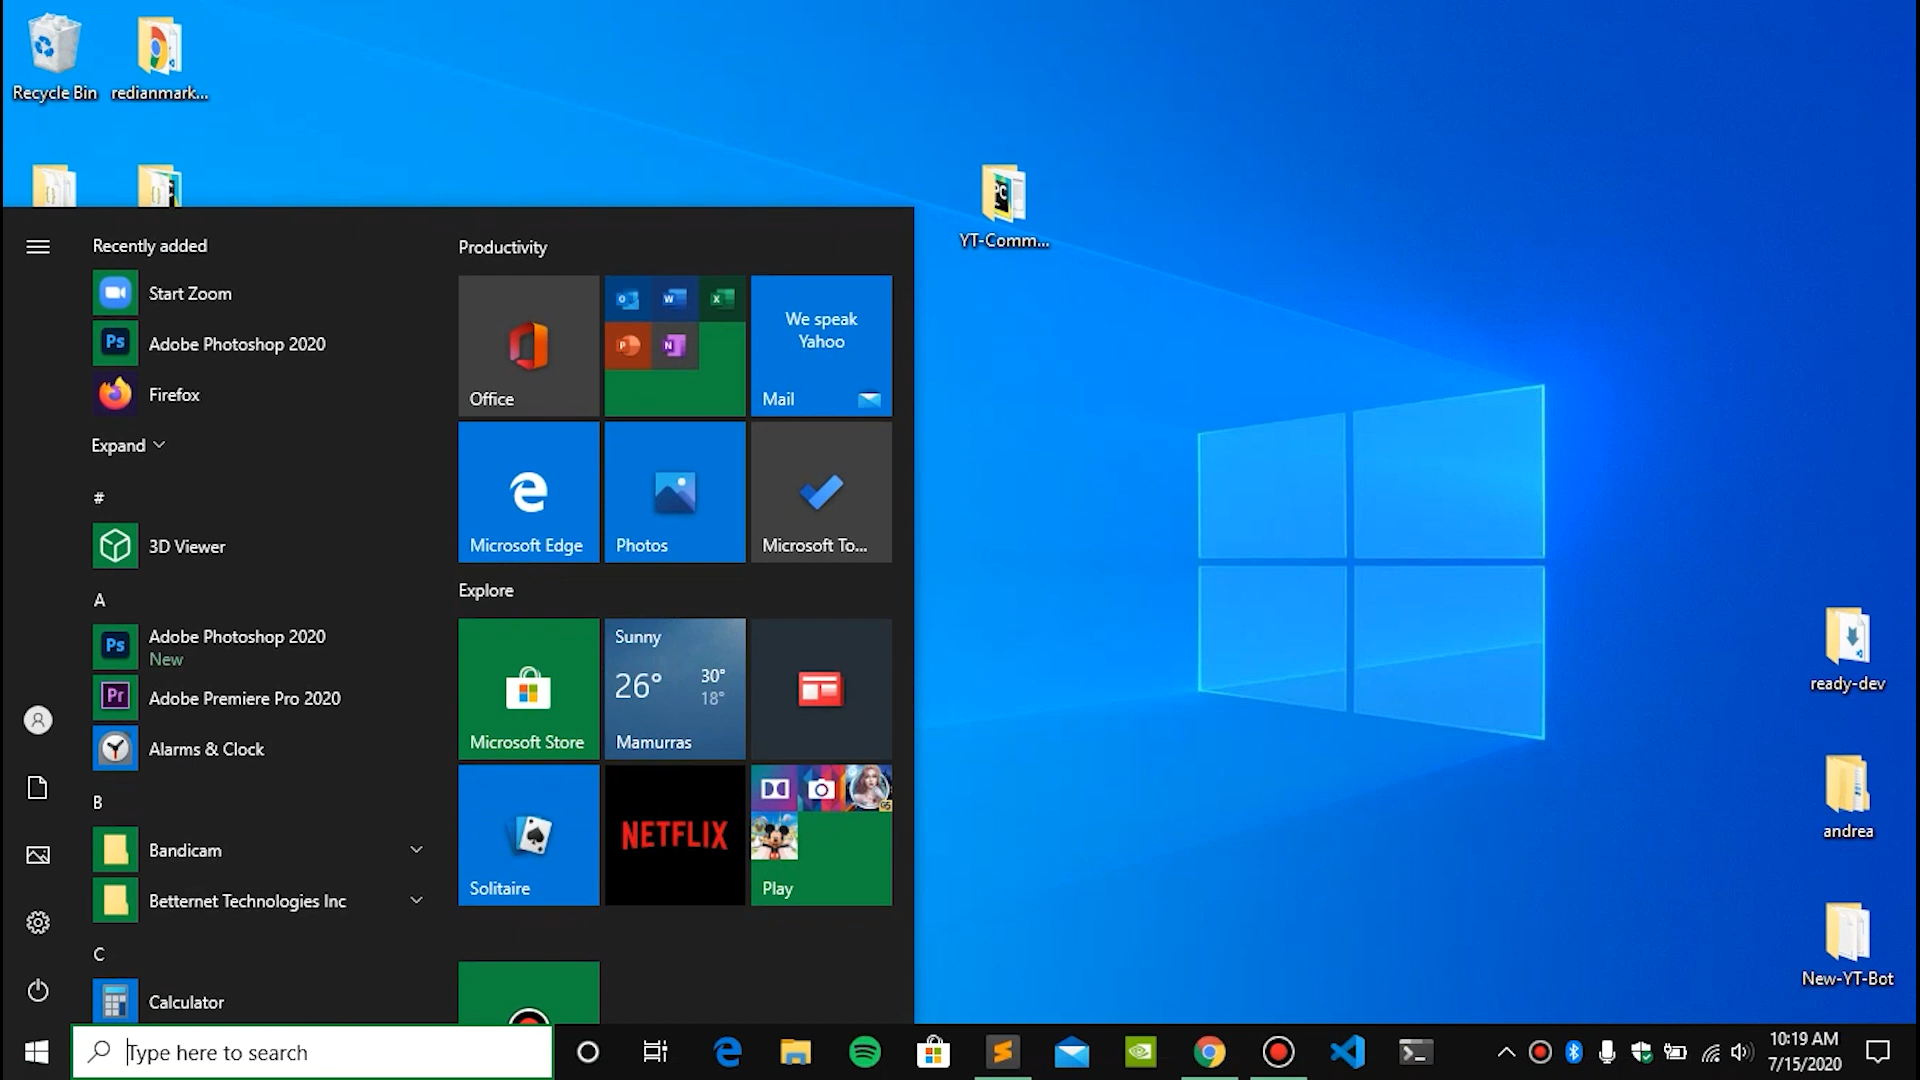 Recycle Bin
redianmark...
YT-Comm...
Recently added
Start Zoom
Adobe Photoshop 2020
Firefox
Expand
#
3D Viewer
A
Adobe Photoshop 2020
New
Adobe Premiere Pro 2020
Alarms & Clock
B
Bandicam
Betternet Technologies Inc
C
Calculator
Productivity
Office
We speak
Yahoo
Mail
Microsoft Edge
Photos
Microsoft To...
Explore
Microsoft Store
Sunny
26°
30°
18°
Mamurras
Solitaire
NETFLIX
Play
ready-dev
andrea
New-YT-Bot
Type here to search
10:19 AM
7/15/2020